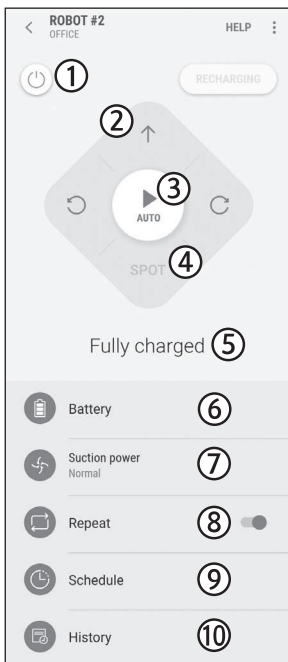 ROBOT #2
OFFICE
HELP
①
RECHARGING
②
③
AUTO
SPOT ④
Fully charged ⑤
Battery ⑥
Suction power
Normal
⑦
Repeat ⑧
Schedule ⑨
History ⑩